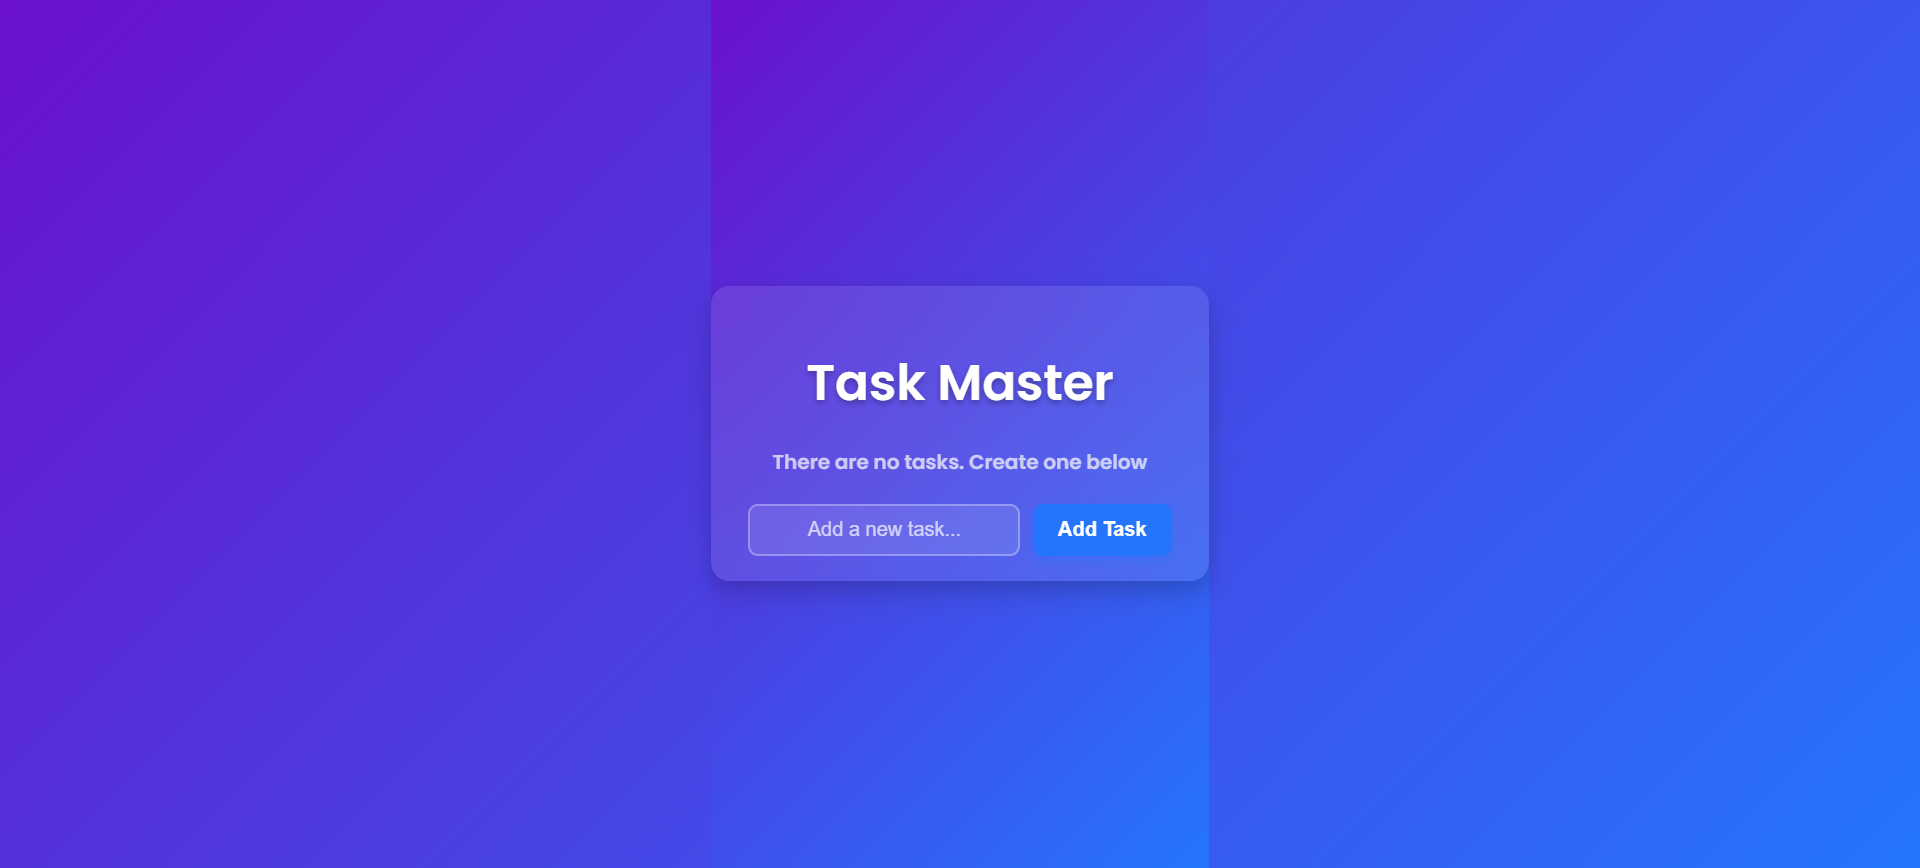 Task Master
There are no tasks. Create one below
Add a new task...
Add Task